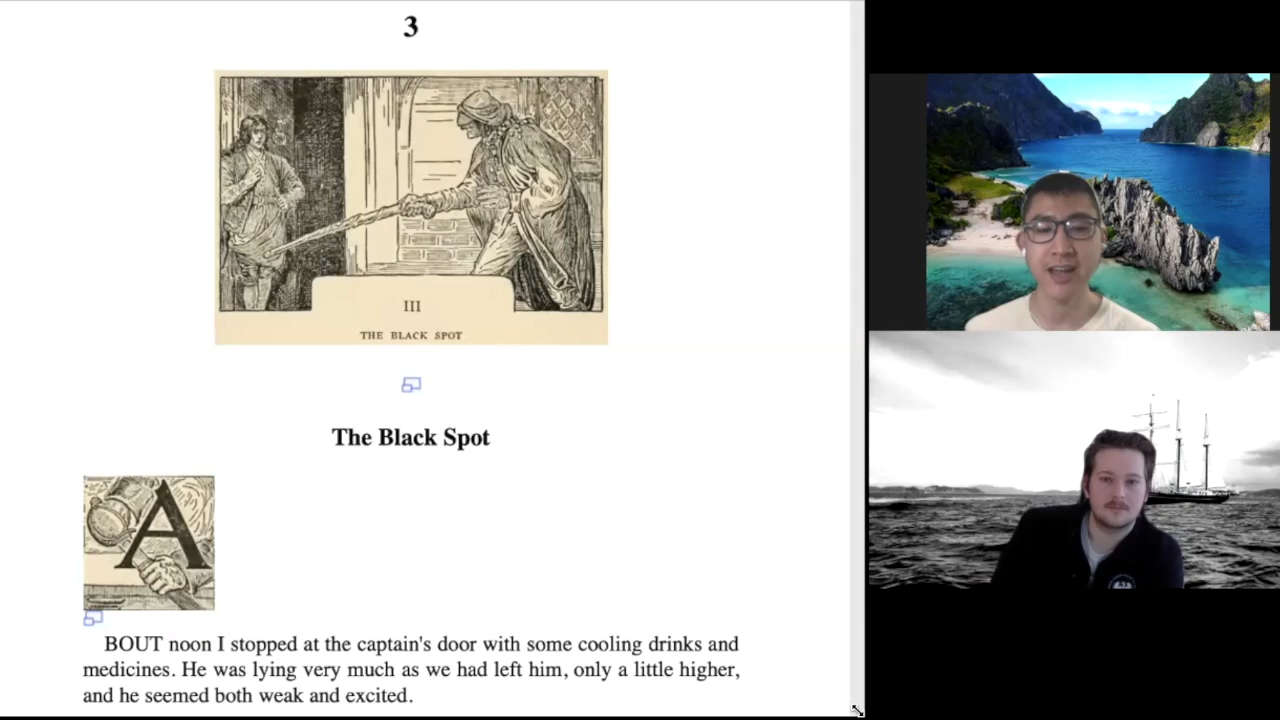 3
III
THE BLACK SPOT
The Black Spot
A
BOUT noon I stopped at the captain's door with some cooling drinks and
medicines. He was lying very much as we had left him, only a little higher,
and he seemed both weak and excited.